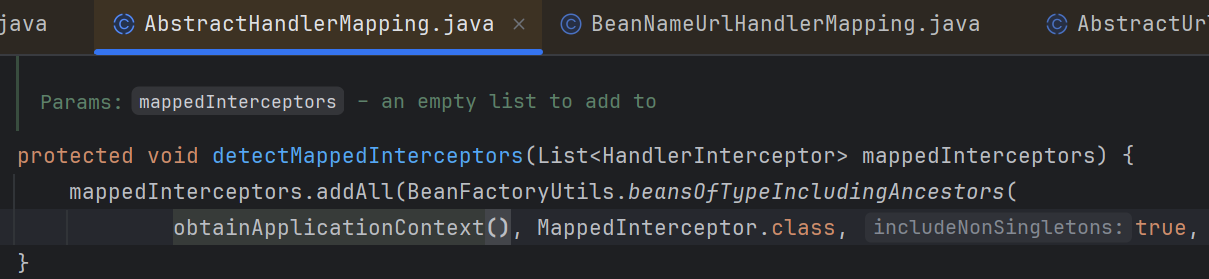 java AbstractHandlerMapping.java × BeanNameUrlHandlerMapping.java AbstractUrl
Params: mappedInterceptors – an empty list to add to
protected void detectMappedInterceptors(List<HandlerInterceptor> mappedInterceptors) {
mappedInterceptors.addAll(BeanFactoryUtils.beansOfTypeIncludingAncestors(
obtainApplicationContext(), MappedInterceptor.class, includeNonSingletons: true,
}